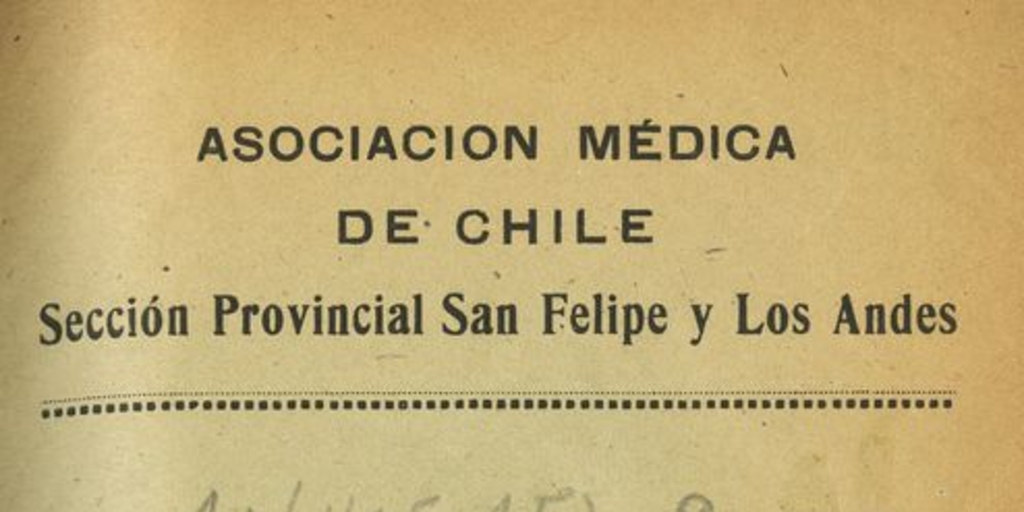 ASOCIACION MÉDICA
DE CHILE
Sección Provincial San Felipe y Los Andes